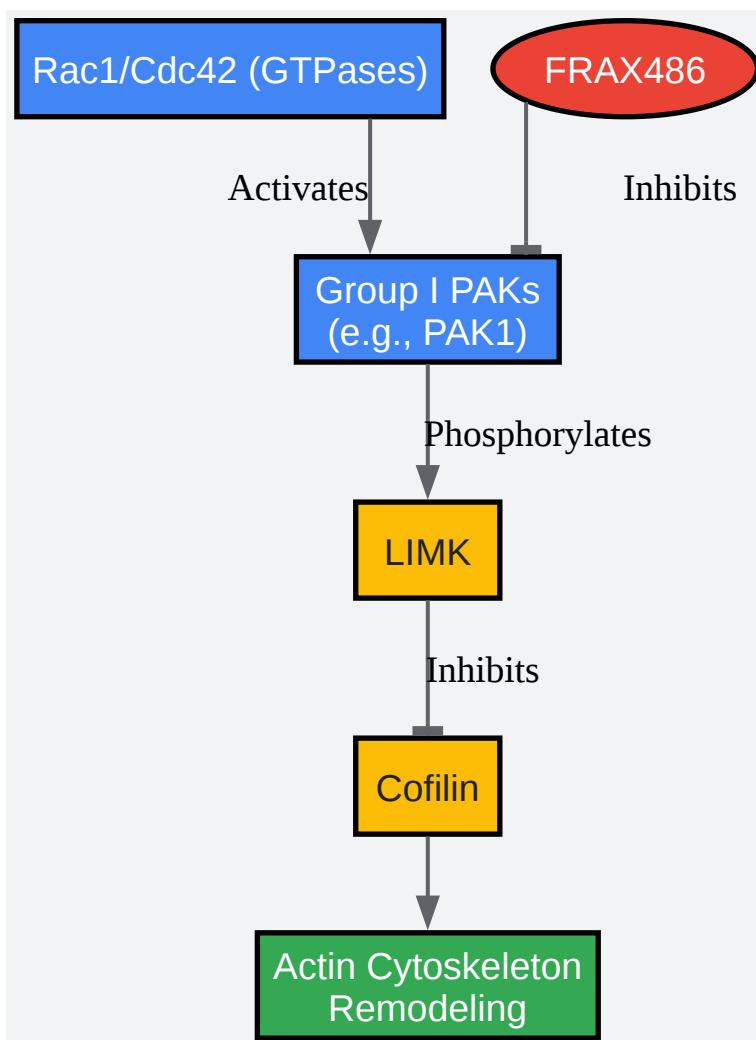 Rac1/Cdc42 (GTPases)
FRAX486
Activates
Inhibits
Group I PAKs
(e.g., PAK1)
Phosphorylates
LIMK
Inhibits
Cofilin
Actin Cytoskeleton
Remodeling